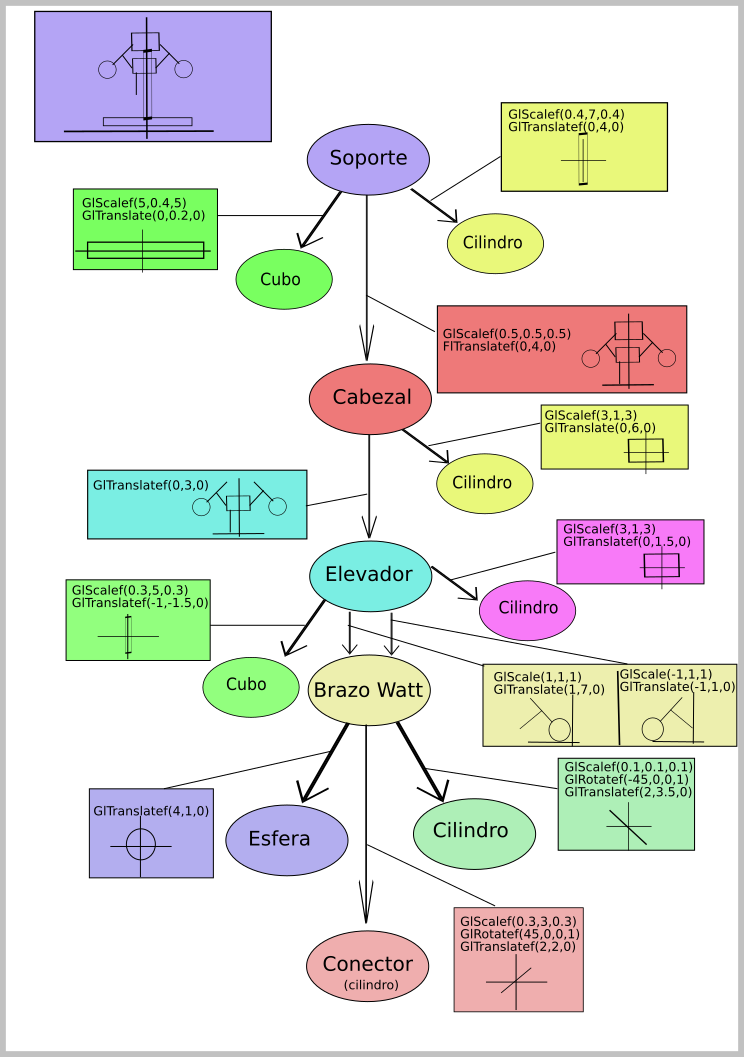 GlScalef(0.4,7,0.4)
GlTranslatef(0,4,0)
Soporte
GlScalef(5,0.4,5)
GlTranslate(0,0.2,0)
Cilindro
Cubo
GlScalef(0.5,0.5,0.5)
FlTranslatef(0,4,0)
Cabezal
GlScalef(3,1,3)
GlTranslate(0,6,0)
Cilindro
GlTranslatef(0,3,0)
GlScalef(3,1,3)
GlTranslatef(0,1.5,0)
Elevador
GlScalef(0.3,5,0.3)
GlTranslatef(-1,-1.5,0)
Cilindro
Cubo
Brazo Watt
GlScale(1,1,1)
GlTranslate(1,7,0)
GlScale(-1,1,1)
GlTranslate(-1,1,0)
GlScalef(0.1,0.1,0.1)
GlRotatef(-45,0,0,1)
GlTranslatef(2,3.5,0)
GlTranslatef(4,1,0)
Esfera
Cilindro
GlScalef(0.3,3,0.3)
GlRotatef(45,0,0,1)
GlTranslatef(2,2,0)
Conector
(cilindro)